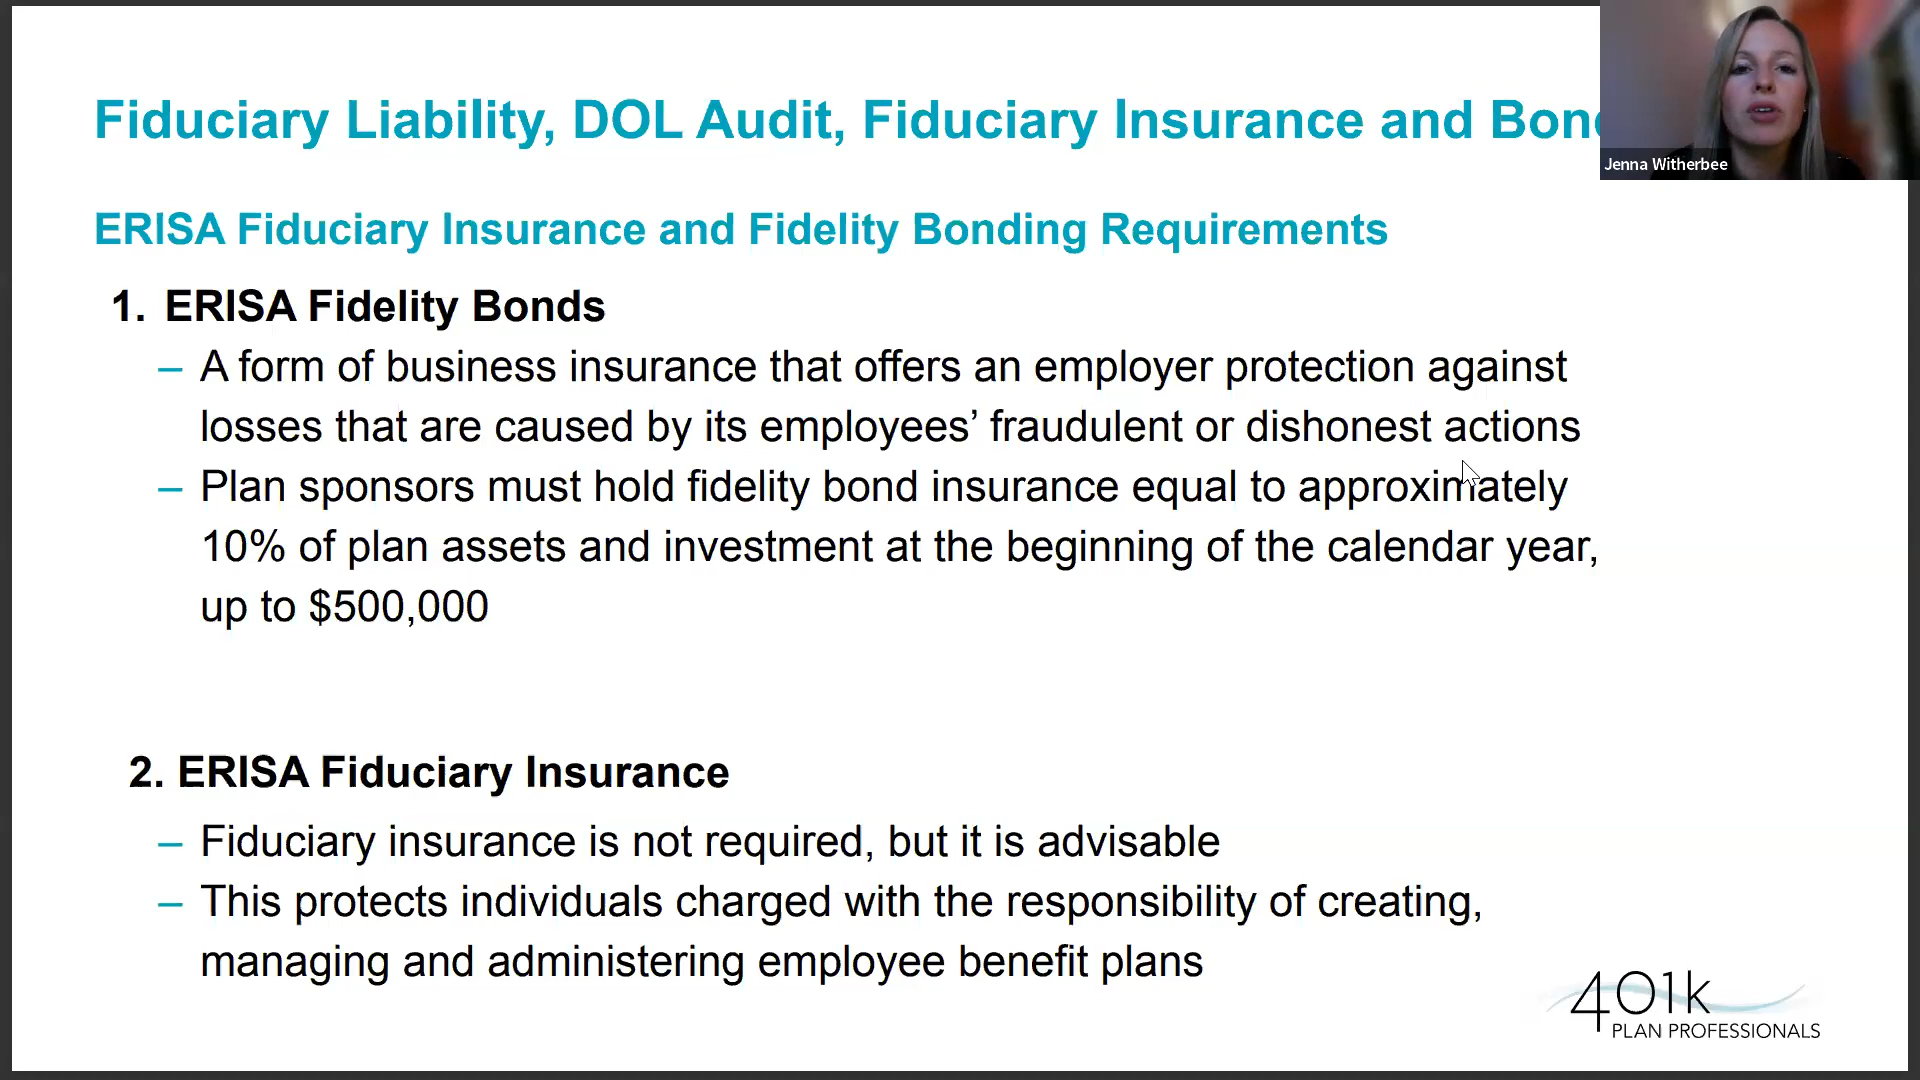 Fiduciary Liability, DOL Audit, Fiduciary Insurance and Bon
Jenna Witherbee
ERISA Fiduciary Insurance and Fidelity Bonding Requirements
1. ERISA Fidelity Bonds
– A form of business insurance that offers an employer protection against
losses that are caused by its employees’ fraudulent or dishonest actions
– Plan sponsors must hold fidelity bond insurance equal to approximately
10% of plan assets and investment at the beginning of the calendar year,
up to $500,000
2. ERISA Fiduciary Insurance
– Fiduciary insurance is not required, but it is advisable
– This protects individuals charged with the responsibility of creating,
managing and administering employee benefit plans
401k
PLAN PROFESSIONALS